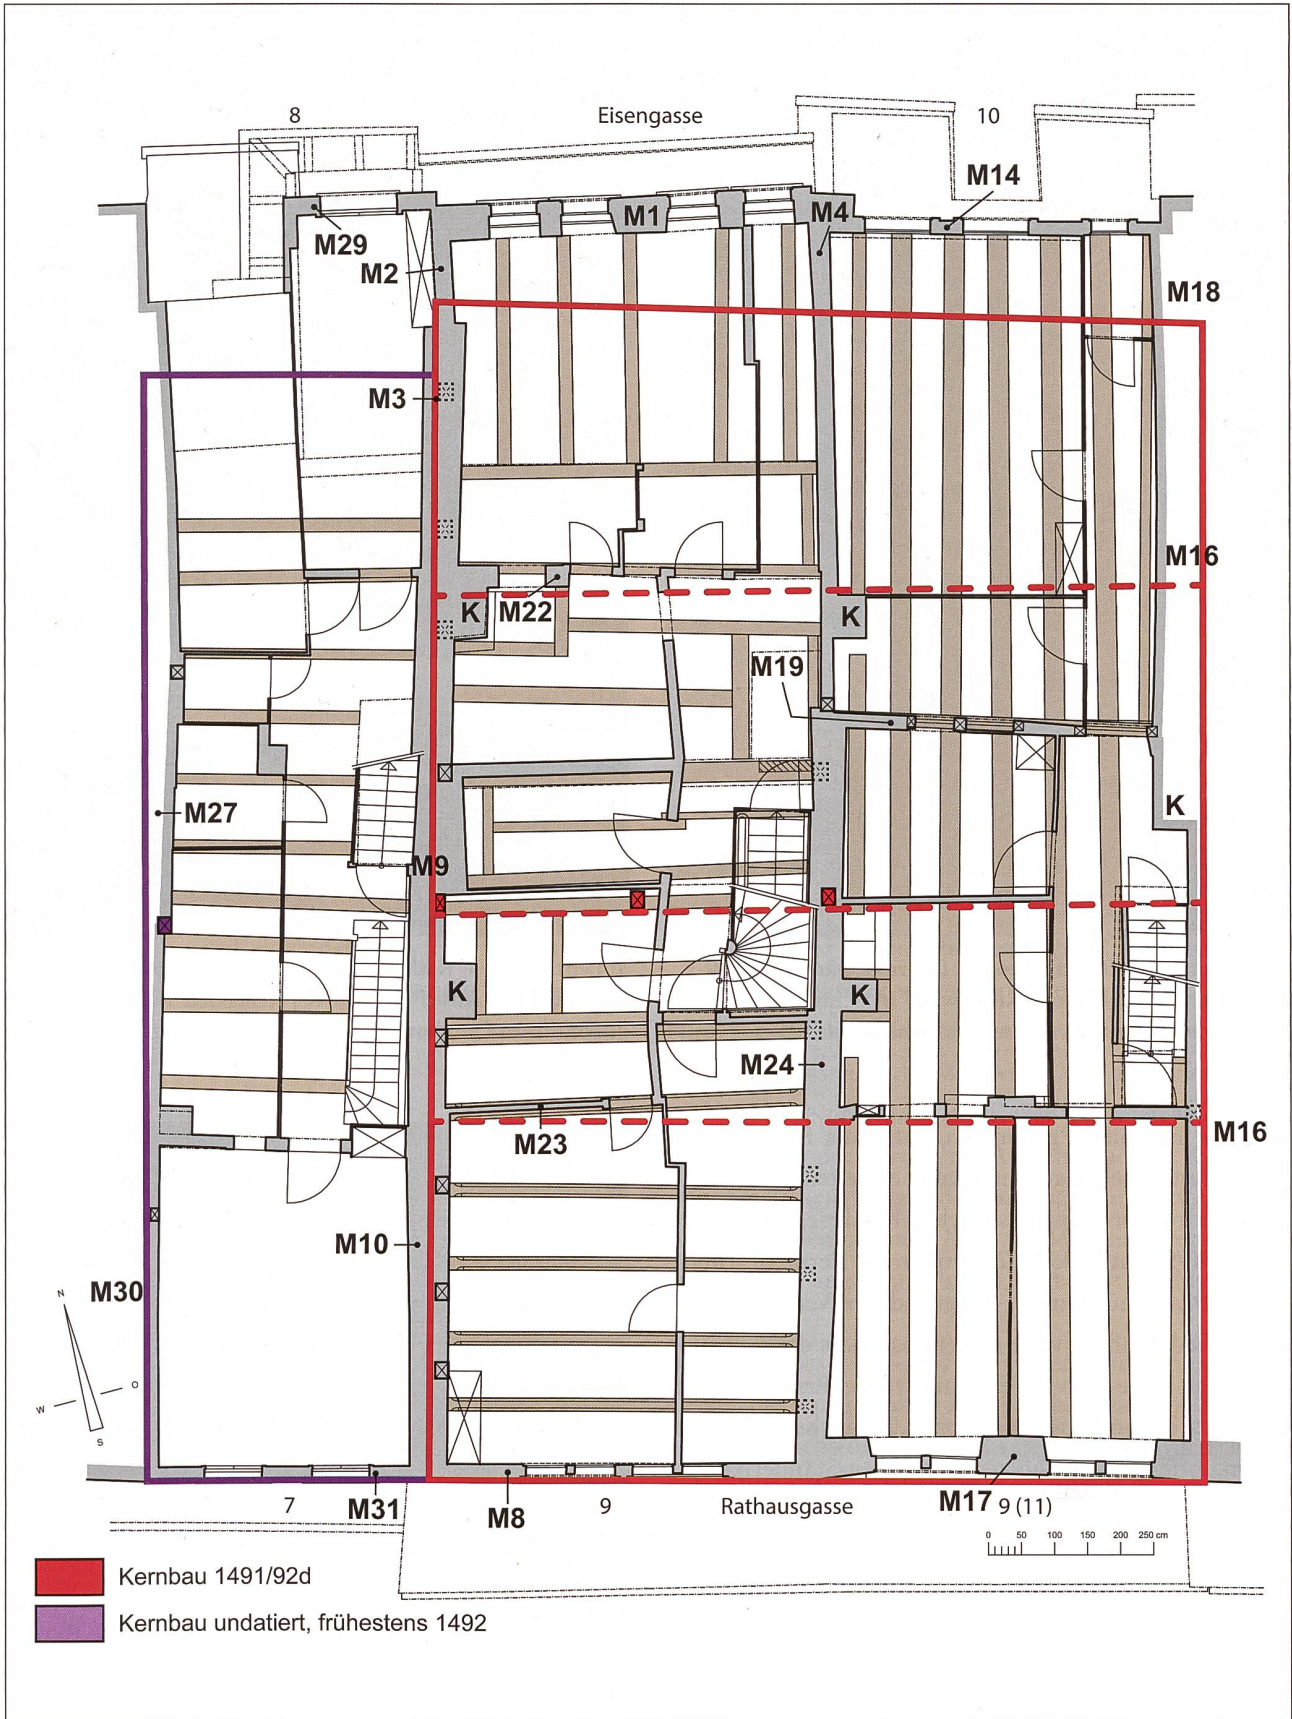 8
Eisengasse
10
M14
M29
M2
M1
M4
M18
M3
M16
K
M22
K
M19
M27
M9
K
K
K
M24
M23
M16
M10
M30
N
O
W
S
7
M31
M8
9
Rathausgasse
M17
9 (11)
0 50 100 150 200 250 cm
Kernbau 1491/92d
Kernbau undatiert, frühestens 1492